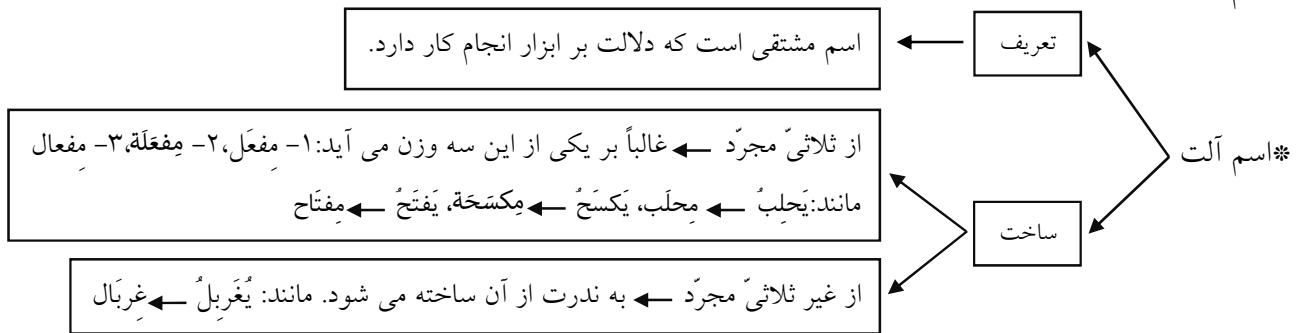 *اسم آلت
تعریف
اسم مشتقی است که دلالت بر ابزار انجام کار دارد.
ساخت
از ثلاثیّ مجرّد ← غالباً بر یکی از این سه وزن می آید:۱- مِفعَل،۲- مِفعَلَة،۳- مِفعال
مانند:یَحلِبُ ← مِحلَب، یَکسَحُ ← مِکسَحَة، یَفتَحُ ← مِفتَاح
از غیر ثلاثیّ مجرّد ← به ندرت از آن ساخته می شود. مانند: یُغَربِلُ ← غِربَال